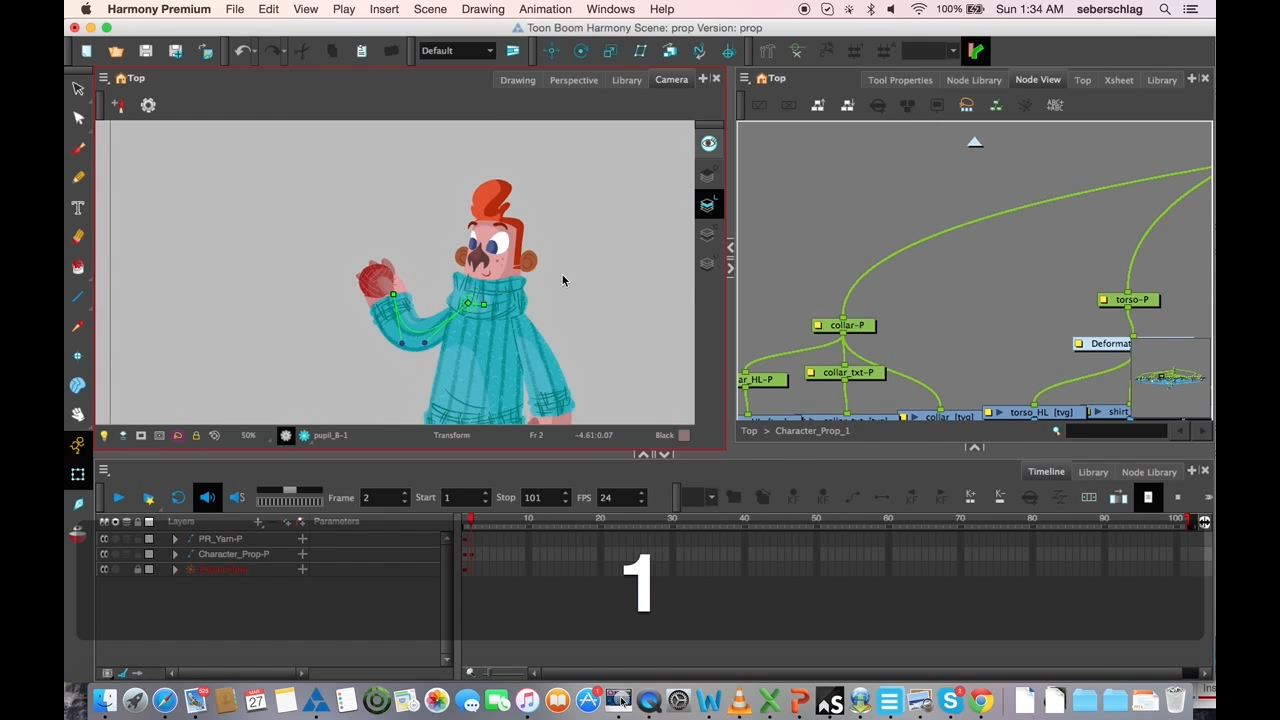 Harmony Premium File Edit View Play Insert Scene Drawing Animation Windows Help 100% Sun 1:34 AM seberschlag
Toon Boom Harmony Scene: prop Version: prop
Default
Top Drawing Perspective Library Camera
Top Tool Properties Node Library Node View Top Xsheet Library
torso-P
collar-P
Deformat
ar_HL-P collar_txt-P
collar [tvg] torso_HL [tvg] shirt
50% pupil_B-1 Transform Fr 2 -4.61:0.07 Black
Top > Character_Prop_1
Timeline Library Node Library
Frame 2 Start 1 Stop 101 FPS 24
Layers Parameters 10 20 30 40 50 60 70 80 90 100
PR_Yarn-P
Character_Prop-P
1